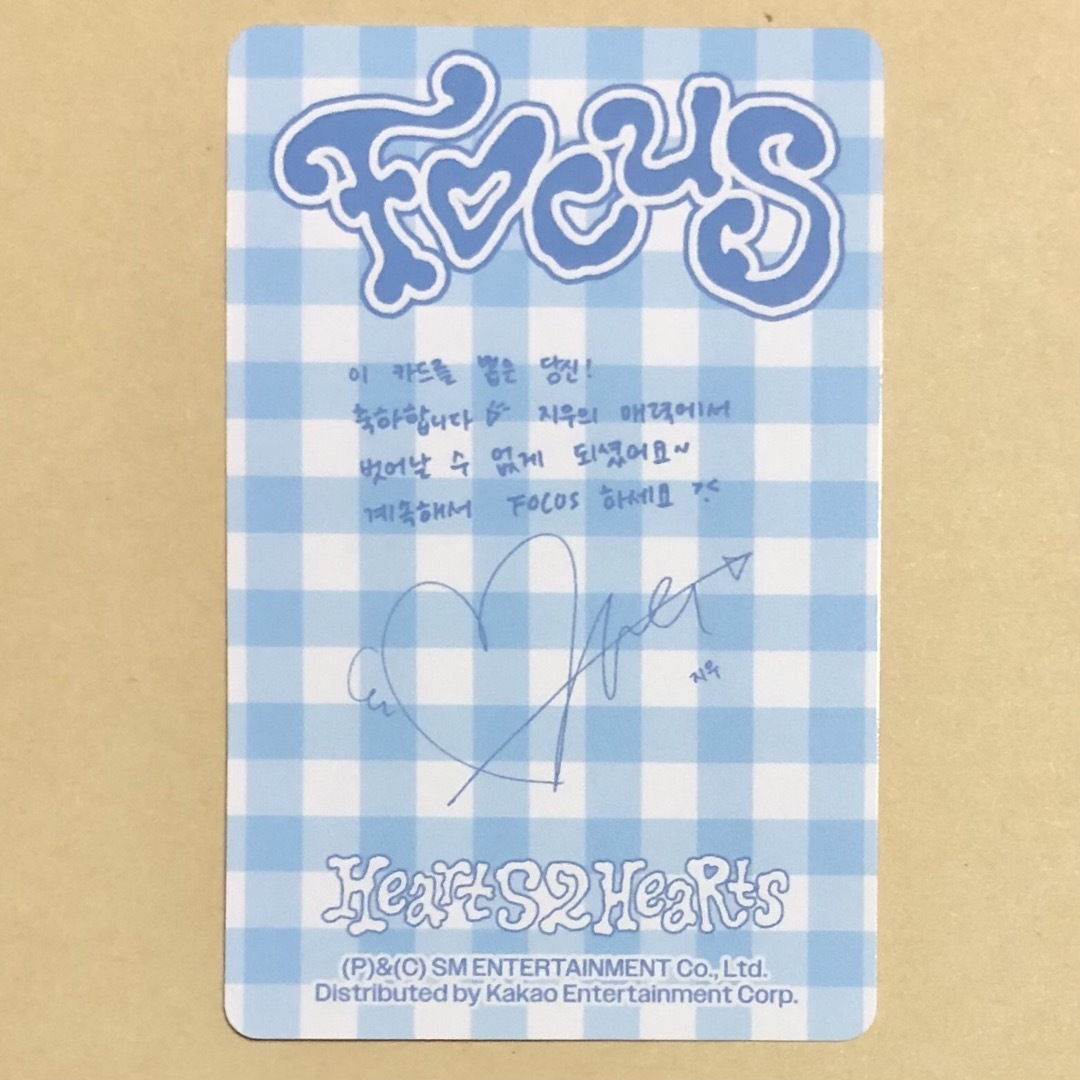 FOCUS
이 카드를 뽑은 당신!
축하합니다 지우의 매력에서
벗어날 수 없게 되셨어요~
계속해서 FOCUS 하세요
지우
HeartS2HeaRts
(P)&(C) SM ENTERTAINMENT Co., Ltd.
Distributed by Kakao Entertainment Corp.